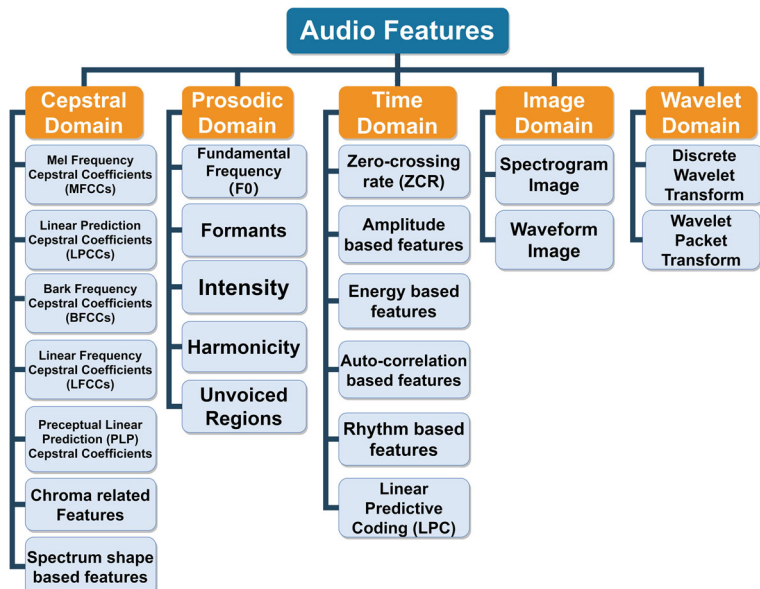 Audio Features
Cepstral
Domain
Mel Frequency
Cepstral Coefficients
(MFCCs)
Linear Prediction
Cepstral Coefficients
(LPCCs)
Bark Frequency
Cepstral Coefficients
(BFCCs)
Linear Frequency
Cepstral Coefficients
(LFCCs)
Preceptual Linear
Prediction (PLP)
Cepstral Coefficients
Chroma related
Features
Spectrum shape
based features
Prosodic
Domain
Fundamental
Frequency
(F0)
Formants
Intensity
Harmonicity
Unvoiced
Regions
Time
Domain
Zero-crossing
rate (ZCR)
Amplitude
based features
Energy based
features
Auto-correlation
based features
Rhythm based
features
Linear
Predictive
Coding (LPC)
Image
Domain
Spectrogram
Image
Waveform
Image
Wavelet
Domain
Discrete
Wavelet
Transform
Wavelet
Packet
Transform